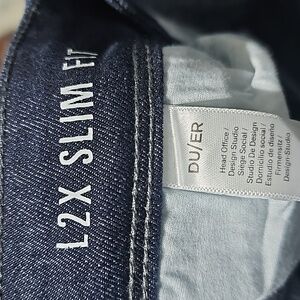 L2X SLIM FIT
DU/ER
Head Office /
Design Studio
Siège Social /
Studio De Design
Domicilio social /
Estudio de diseño
Firmensitz /
Design-Studio